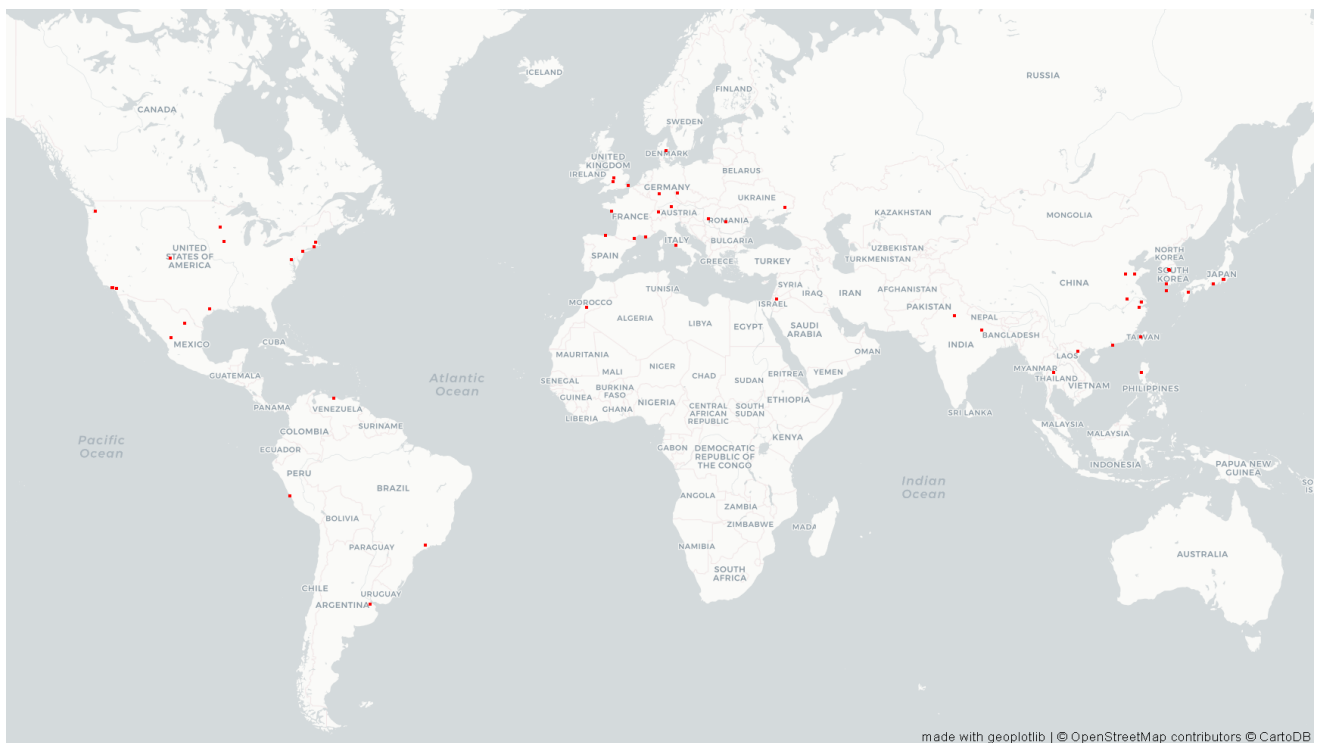 ICELAND
RUSSIA
FINLAND
CANADA
SWEDEN
DENMARK
UNITED
KINGDOM
IRELAND
BELARUS
GERMANY
UKRAINE
FRANCE
AUSTRIA
ROMANIA
KAZAKHSTAN
MONGOLIA
ITALY
BULGARIA
SPAIN
GREECE
TURKEY
UZBEKISTAN
TURKMENISTAN
NORTH
KOREA
SOUTH
KOREA
JAPAN
CHINA
UNITED
STATES OF
AMERICA
TUNISIA
SYRIA
IRAQ
IRAN
AFGHANISTAN
MOROCCO
ISRAEL
PAKISTAN
ALGERIA
LIBYA
EGYPT
SAUDI
ARABIA
NEPAL
BANGLADESH
INDIA
TAIWAN
MEXICO
CUBA
OMAN
LAOS
MYANMAR
THAILAND
VIETNAM
PHILIPPINES
GUATEMALA
Atlantic
Ocean
MAURITANIA
MALI
NIGER
CHAD
SUDAN
ERITREA
YEMEN
SENEGAL
BURKINA
FASO
GUINEA
GHANA
NIGERIA
LIBERIA
CENTRAL
AFRICAN
REPUBLIC
SOUTH
SUDAN
ETHIOPIA
SRI LANKA
PANAMA
VENEZUELA
COLOMBIA
SURINAME
MALAYSIA
MALAYSIA
Pacific
Ocean
ECUADOR
GABON
DEMOCRATIC
REPUBLIC OF
THE CONGO
KENYA
INDONESIA
PAPUA NEW
GUINEA
PERU
BRAZIL
Indian
Ocean
SO
IS
ANGOLA
ZAMBIA
BOLIVIA
ZIMBABWE
MADA
PARAGUAY
NAMIBIA
AUSTRALIA
SOUTH
AFRICA
CHILE
URUGUAY
ARGENTINA
made with geoplotlib | © OpenStreetMap contributors © CartoDB